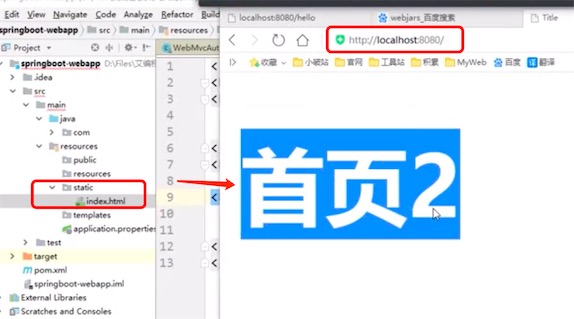 File Edit View Navigate Code Analyze Refactor
localhost:8080/hello
webjars_百度搜索
Title
springboot-webapp
src
main
resources
Project
WebMvcAut
http://localhost:8080/
收藏
小破站
官网
工具站
积累
MyWeb
百度
译 翻译
springboot-webapp D:\Files\艾编程
.idea
src
main
java
com
resources
public
resources
static
index.html
templates
application.properties
test
target
pom.xml
springboot-webapp.iml
External Libraries
Scratches and Consoles
1
2
3
6
7
8
9
10
11
12
13
首页2